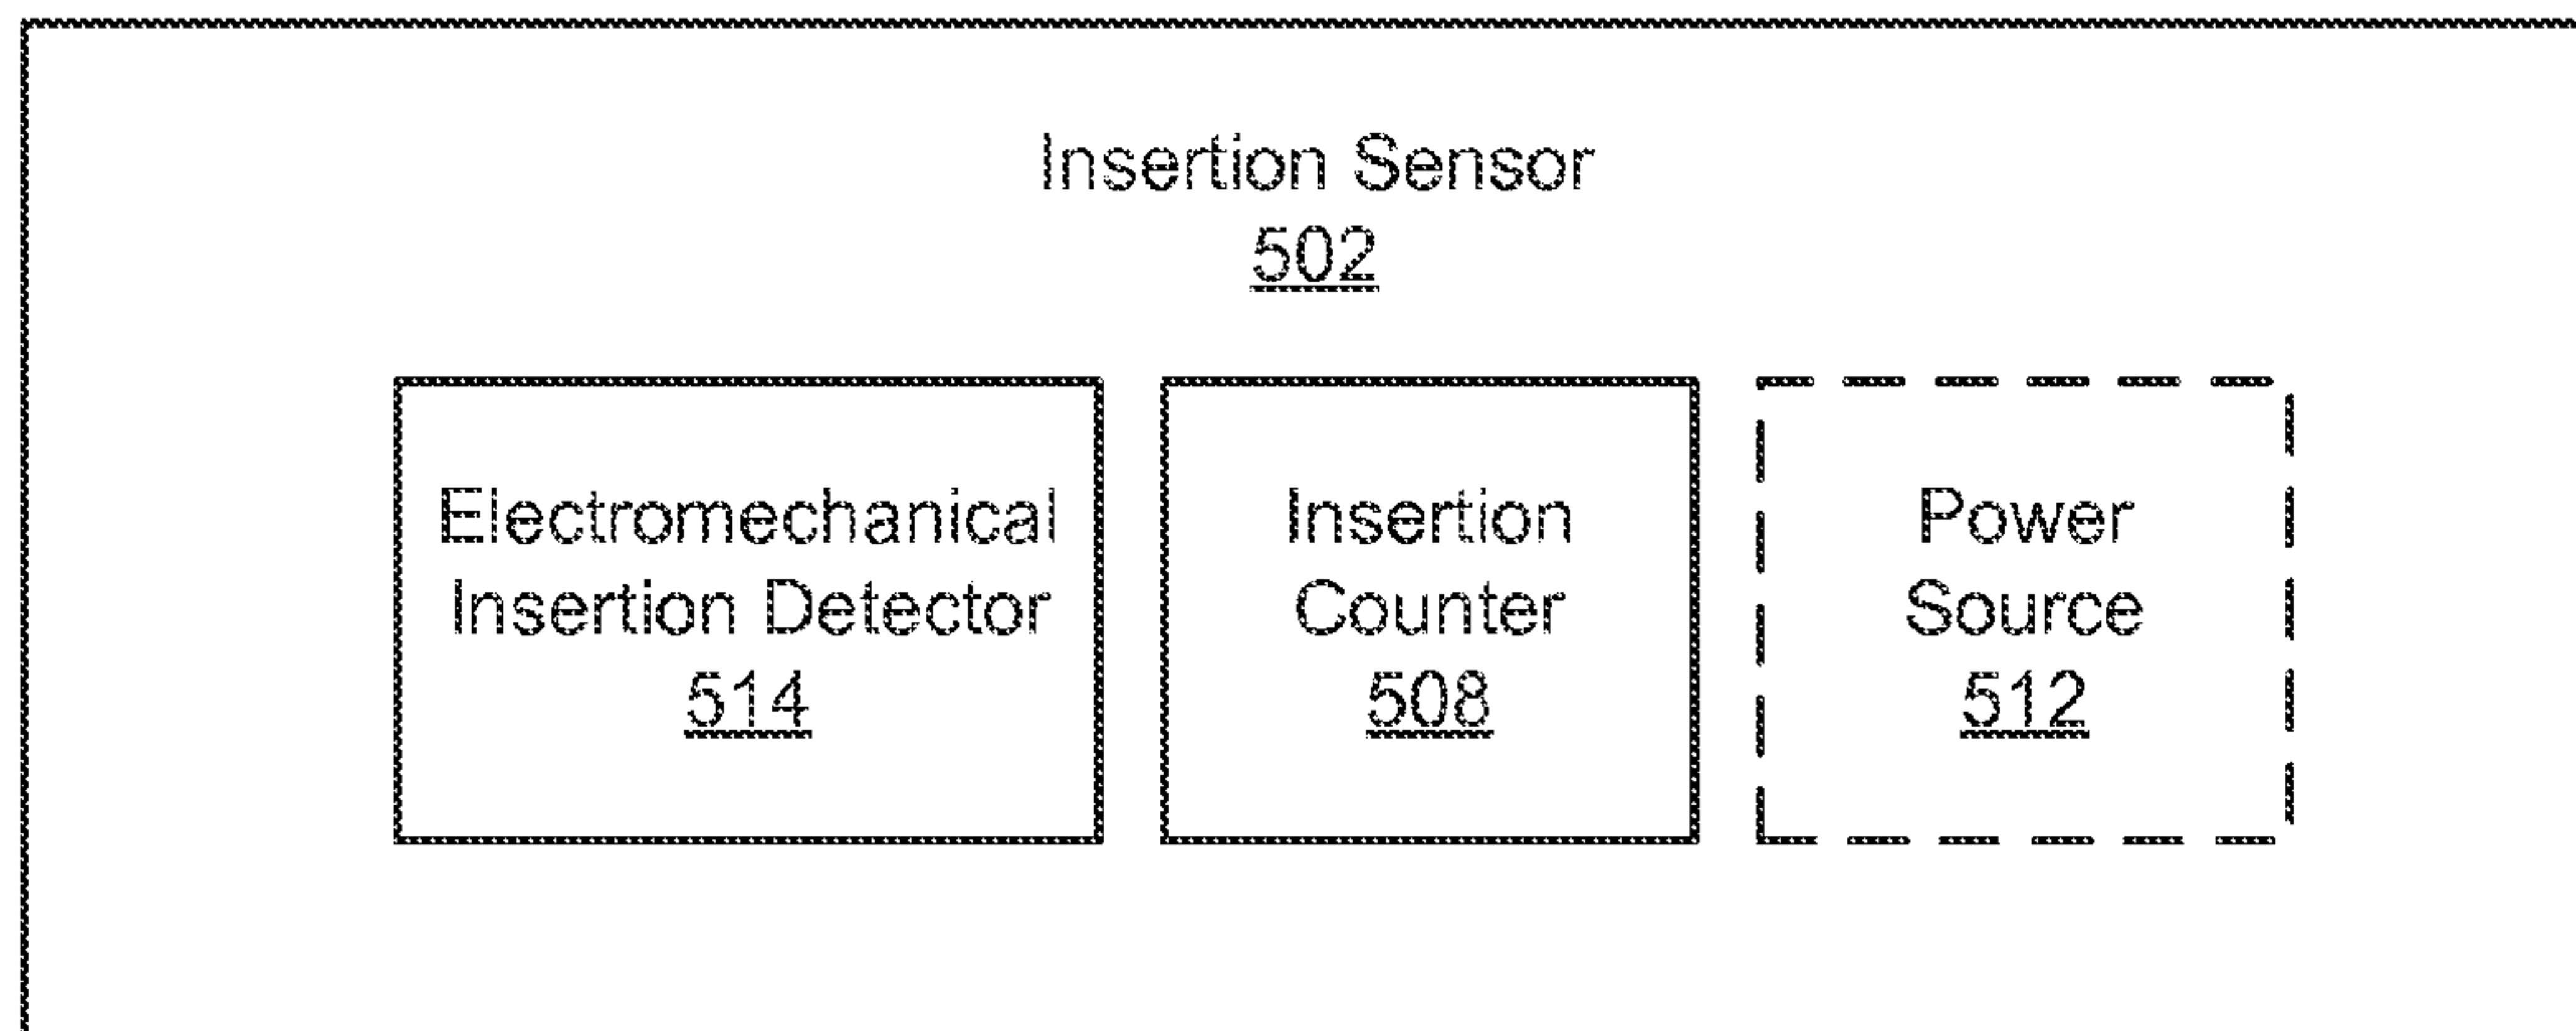 Insertion Sensor
502
Electromechanical
Insertion Detector
514
Insertion
Counter
508
Power
Source
512